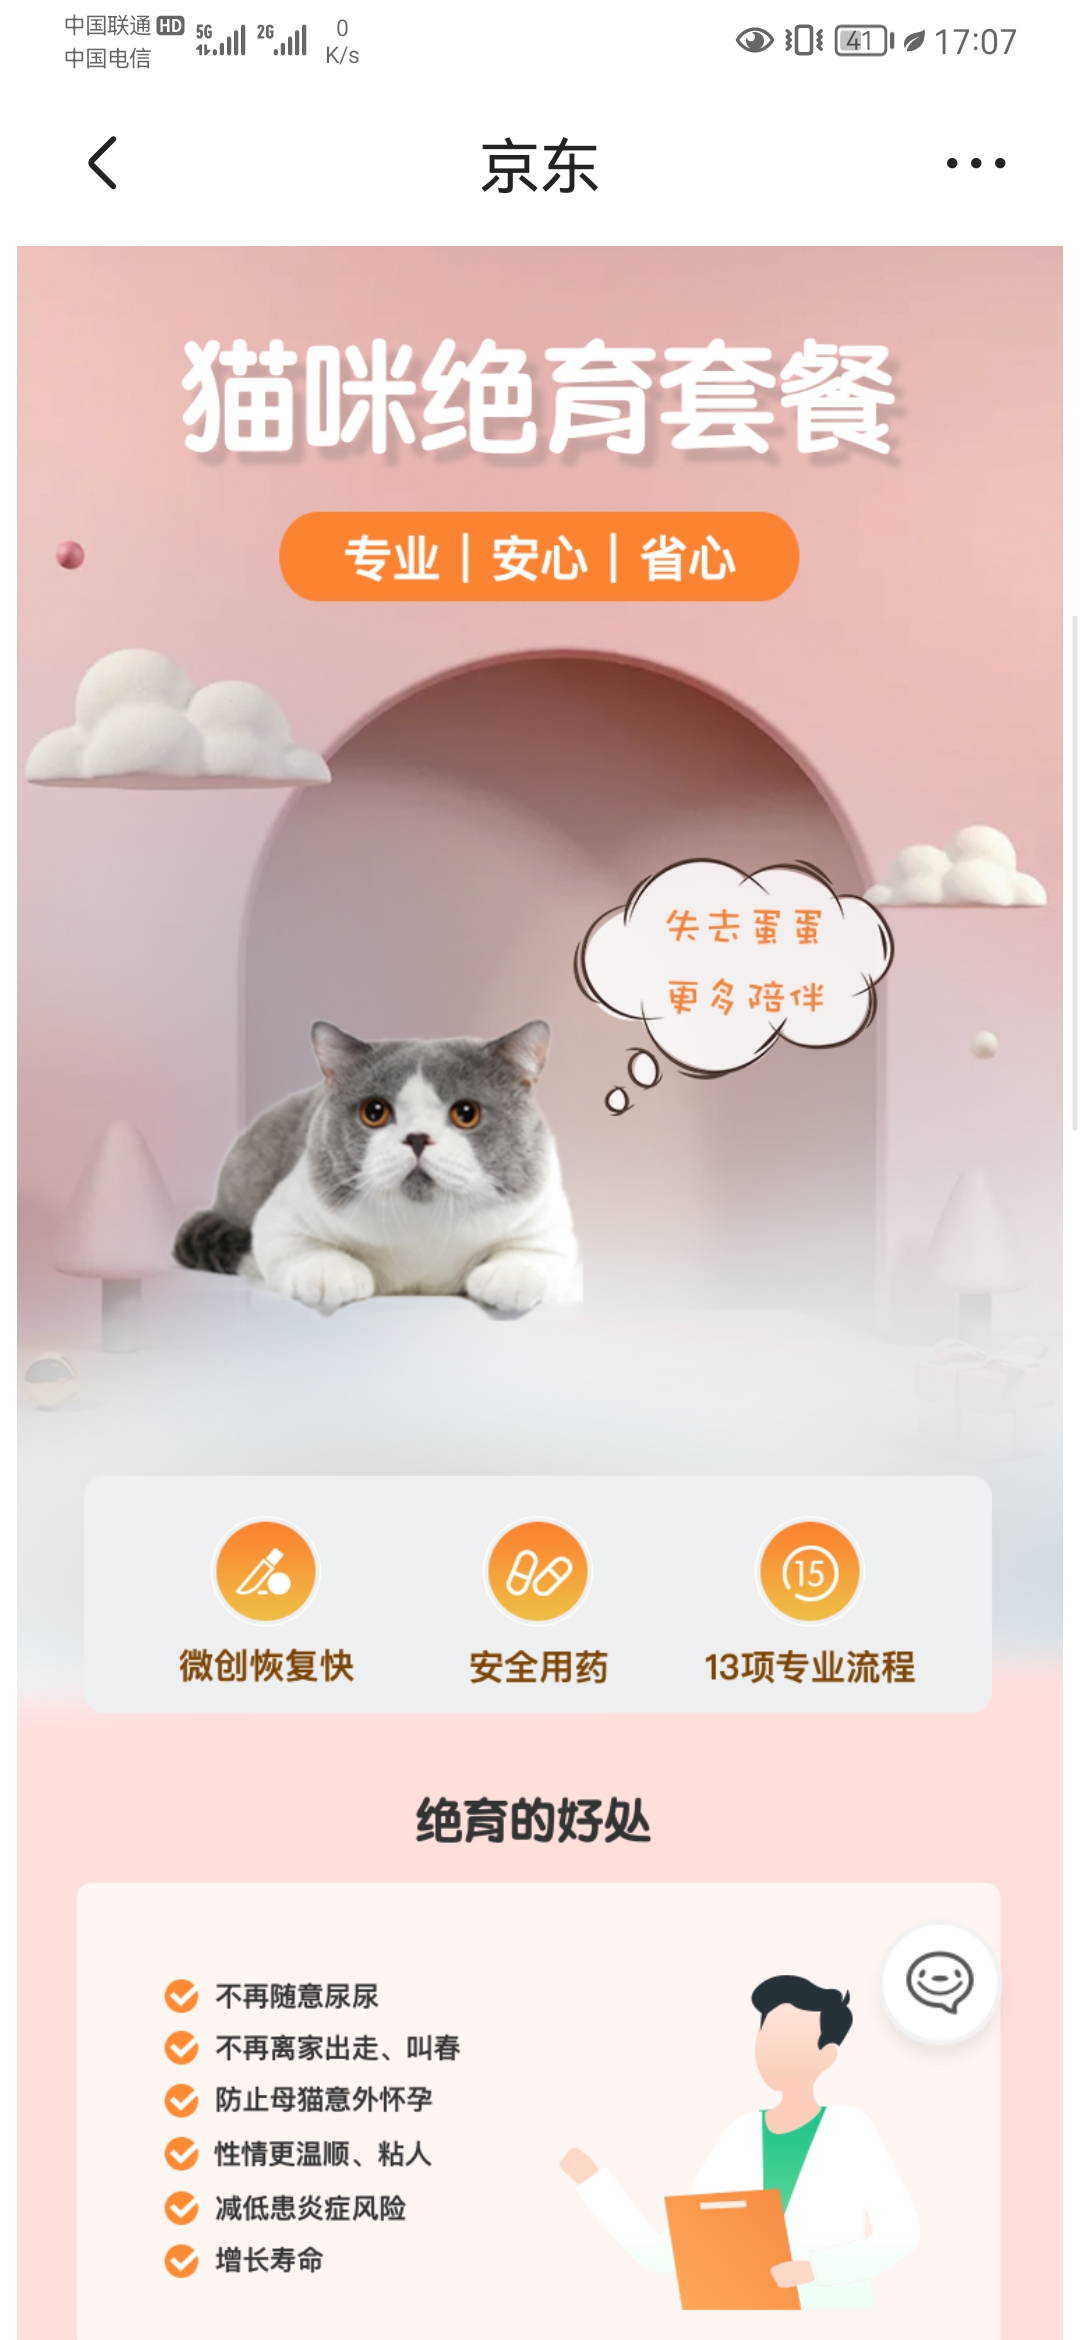 中国联通 HD 5G 2G 0 K/s 41 17:07
中国电信
京东
猫咪绝育套餐
专业 | 安心 | 省心
失去蛋蛋
更多陪伴
15
微创恢复快 安全用药 13项专业流程
绝育的好处
不再随意尿尿
不再离家出走、叫春
防止母猫意外怀孕
性情更温顺、粘人
减低患炎症风险
增长寿命